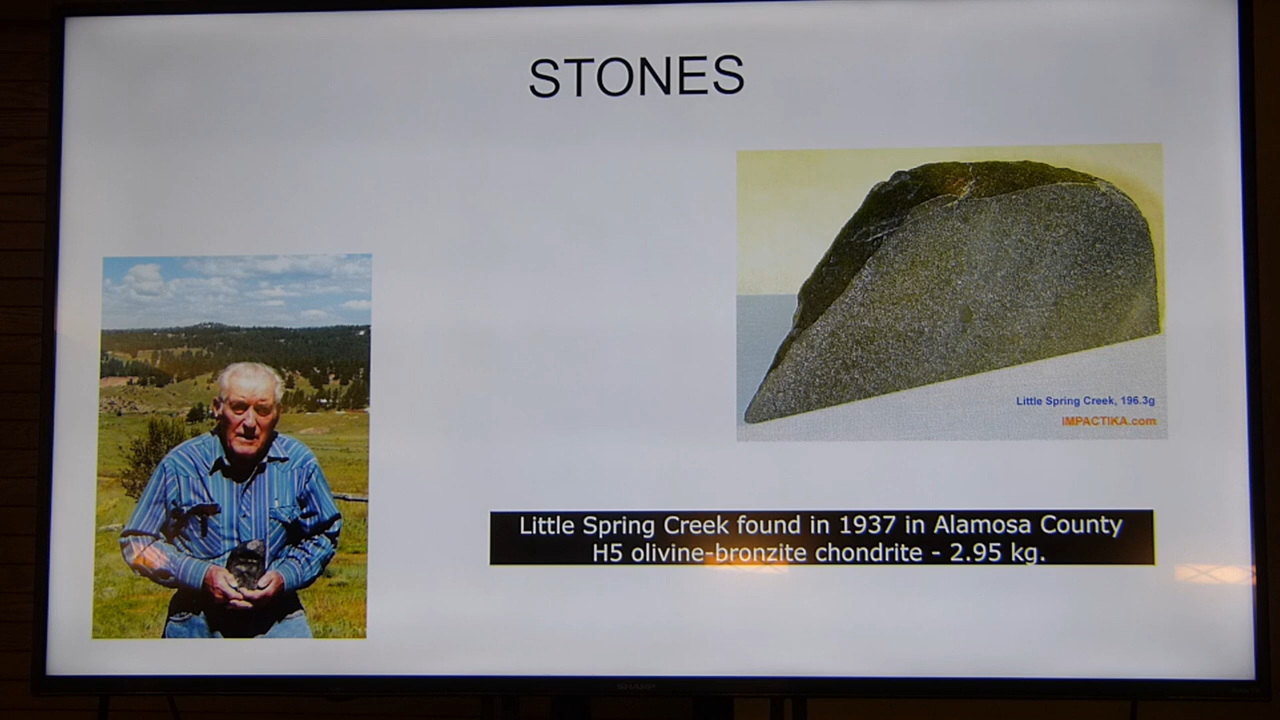 STONES
Little Spring Creek, 196.3g
IMPACTIKA.com
Little Spring Creek found in 1937 in Alamosa County
H5 olivine-bronzite chondrite - 2.95 kg.
SHARP